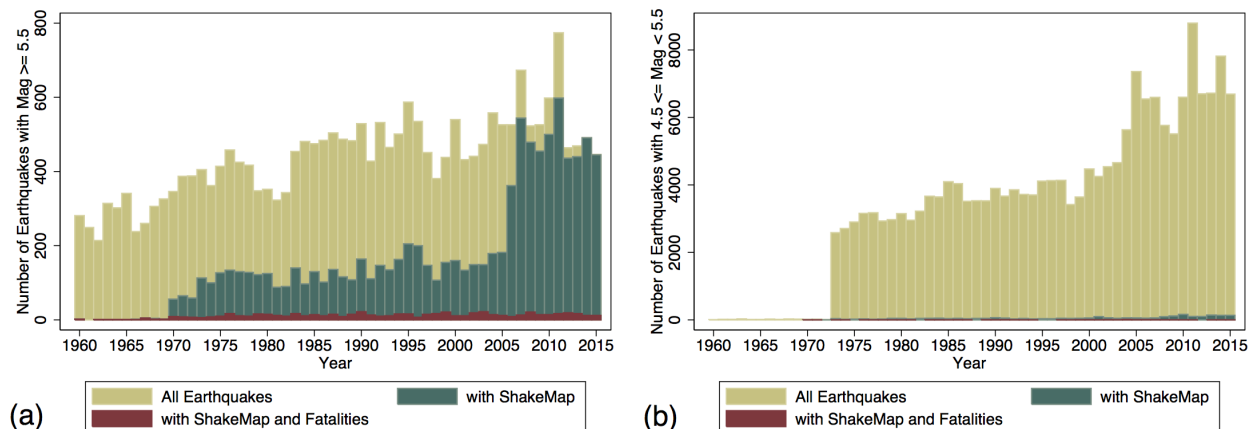 Number of Earthquakes with Mag >= 5.5
800
600
400
200
0
1960 1965 1970 1975 1980 1985 1990 1995 2000 2005 2010 2015
Year
All Earthquakes with ShakeMap
with ShakeMap and Fatalities
(a)
Number of Earthquakes with 4.5 <= Mag < 5.5
8000
6000
4000
2000
0
1960 1965 1970 1975 1980 1985 1990 1995 2000 2005 2010 2015
Year
All Earthquakes with ShakeMap
with ShakeMap and Fatalities
(b)